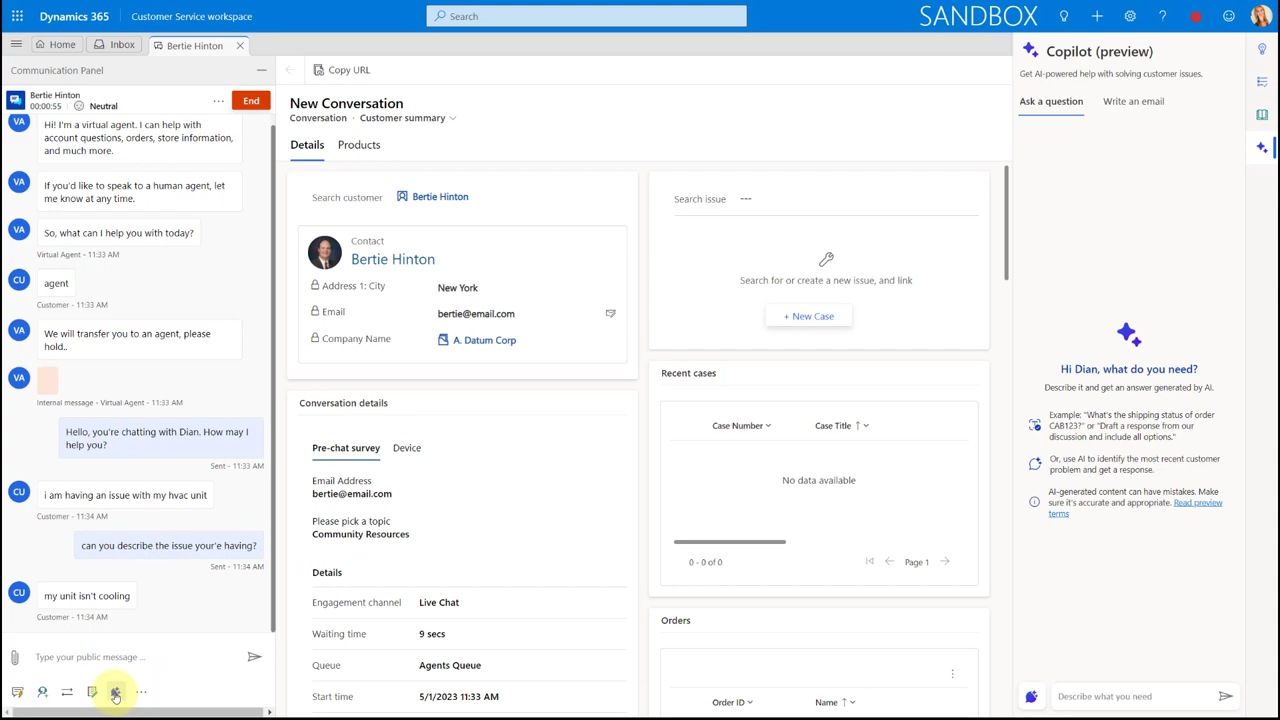 Dynamics 365
Customer Service workspace
Search
SANDBOX
Home
Inbox
Bertie Hinton
Communication Panel
Bertie Hinton
00:00:55
Neutral
End
VA
Hi! I'm a virtual agent. I can help with
account questions, orders, store information,
and much more.
VA
If you'd like to speak to a human agent, let
me know at any time.
VA
So, what can I help you with today?
Virtual Agent - 11:33 AM
CU
agent
Customer - 11:33 AM
VA
We will transfer you to an agent, please
hold..
VA
Internal message - Virtual Agent - 11:33 AM
Hello, you're chatting with Dian. How may I
help you?
Sent - 11:33 AM
CU
i am having an issue with my hvac unit
Customer - 11:34 AM
can you describe the issue your'e having?
Sent - 11:34 AM
CU
my unit isn't cooling
Customer - 11:34 AM
Type your public message ...
Copy URL
New Conversation
Conversation · Customer summary
Details
Products
Search customer
Bertie Hinton
Contact
Bertie Hinton
Address 1: City
New York
Email
bertie@email.com
Company Name
A. Datum Corp
Conversation details
Pre-chat survey
Device
Email Address
bertie@email.com
Please pick a topic
Community Resources
Details
Engagement channel
Live Chat
Waiting time
9 secs
Queue
Agents Queue
Start time
5/1/2023 11:33 AM
Search issue
---
Search for or create a new issue, and link
+ New Case
Recent cases
Case Number
Case Title ↑
No data available
0 - 0 of 0
Page 1
Orders
Order ID
Name ↑
Copilot (preview)
Get AI-powered help with solving customer issues.
Ask a question
Write an email
Hi Dian, what do you need?
Describe it and get an answer generated by AI.
Example: "What's the shipping status of order
CAB123?" or "Draft a response from our
discussion and include all options."
Or, use AI to identify the most recent customer
problem and get a response.
AI-generated content can have mistakes. Make
sure it's accurate and appropriate. Read preview
terms
Describe what you need